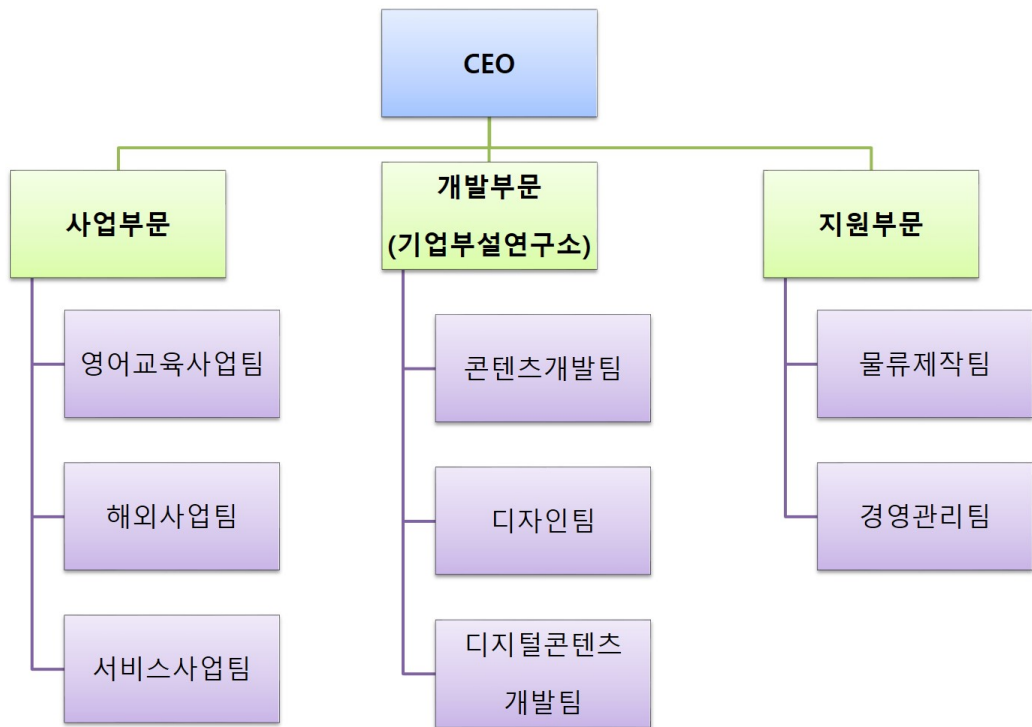 CEO
사업부문
개발부문
(기업부설연구소)
지원부문
영어교육사업팀
콘텐츠개발팀
물류제작팀
해외사업팀
디자인팀
경영관리팀
서비스사업팀
디지털콘텐츠
개발팀